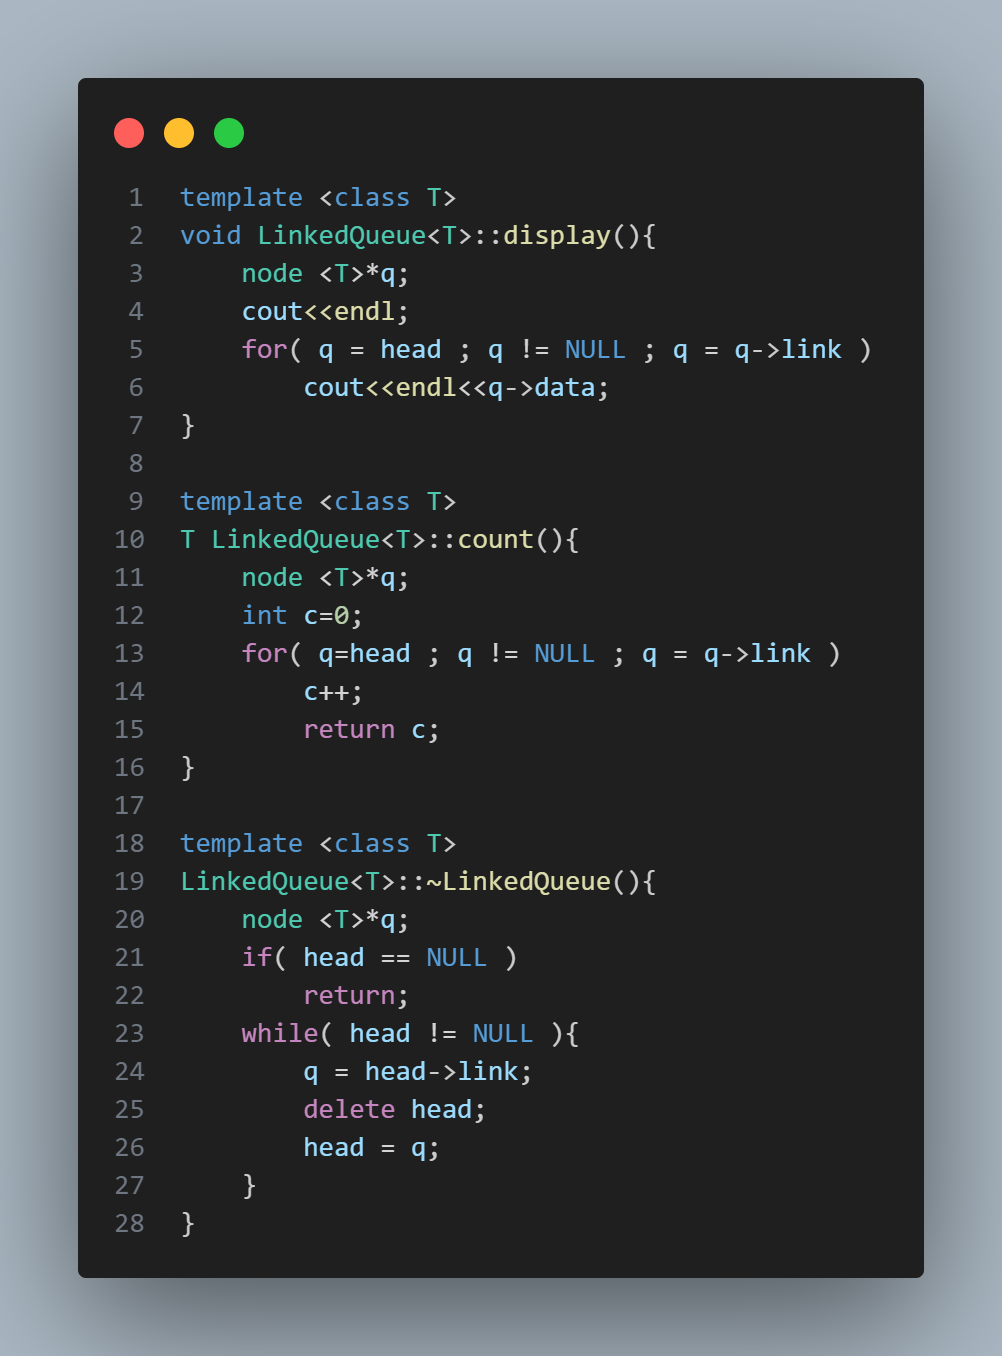 1 template <class T>
2 void LinkedQueue<T>::display(){
3     node <T>*q;
4     cout<<endl;
5     for( q = head ; q != NULL ; q = q->link )
6         cout<<endl<<q->data;
7 }
8
9 template <class T>
10 T LinkedQueue<T>::count(){
11     node <T>*q;
12     int c=0;
13     for( q=head ; q != NULL ; q = q->link )
14         c++;
15         return c;
16 }
17
18 template <class T>
19 LinkedQueue<T>::~LinkedQueue(){
20     node <T>*q;
21     if( head == NULL )
22         return;
23     while( head != NULL ){
24         q = head->link;
25         delete head;
26         head = q;
27     }
28 }